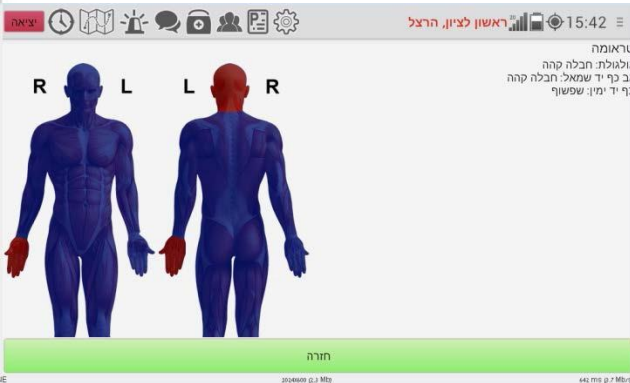 יציאה
ראשון לציון, הרצל
15:42
טראומה
גולגולת: חבלה קהה
גב כף יד שמאל: חבלה קהה
כף יד ימין: שפשוף
R L L R
חזרה